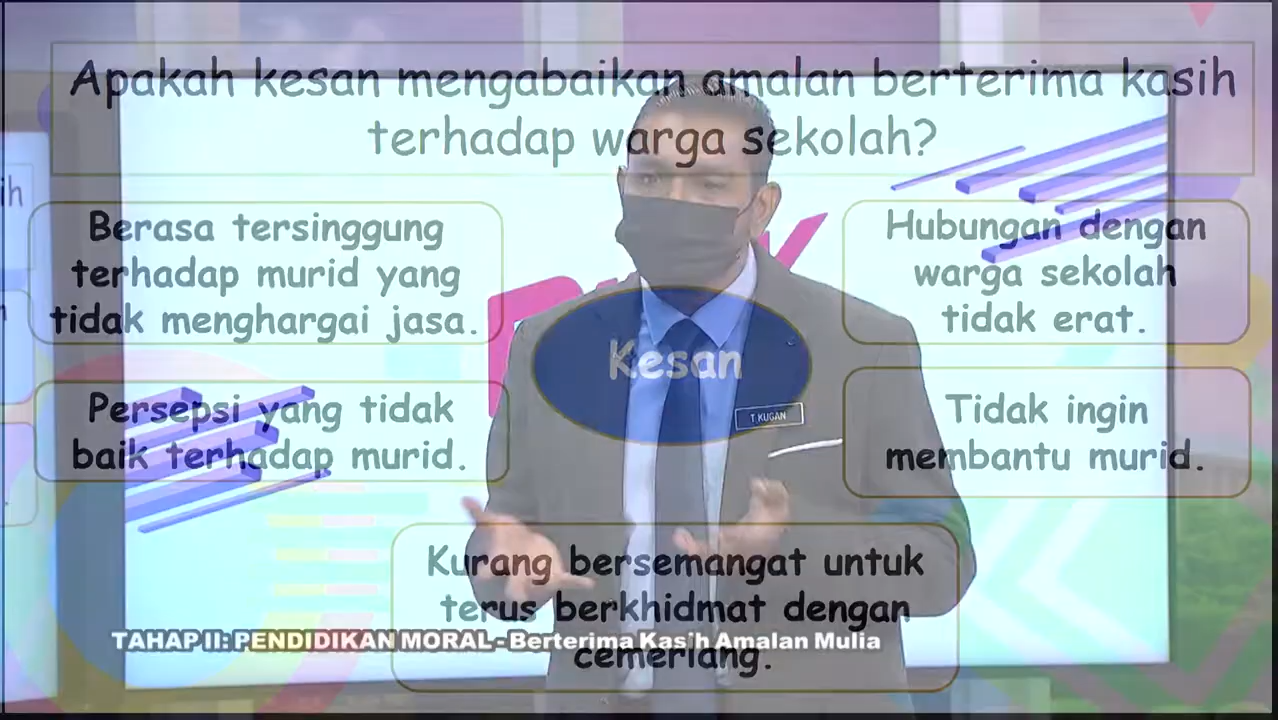 Apakah kesan mengabaikan amalan berterima kasih
terhadap warga sekolah?
Berasa tersinggung
terhadap murid yang
tidak menghargai jasa.
Hubungan dengan
warga sekolah
tidak erat.
Kesan
Persepsi yang tidak
baik terhadap murid.
T.KUGAN
Tidak ingin
membantu murid.
Kurang bersemangat untuk
terus berkhidmat dengan
cemerlang.
TAHAP II: PENDIDIKAN MORAL - Berterima Kasih Amalan Mulia